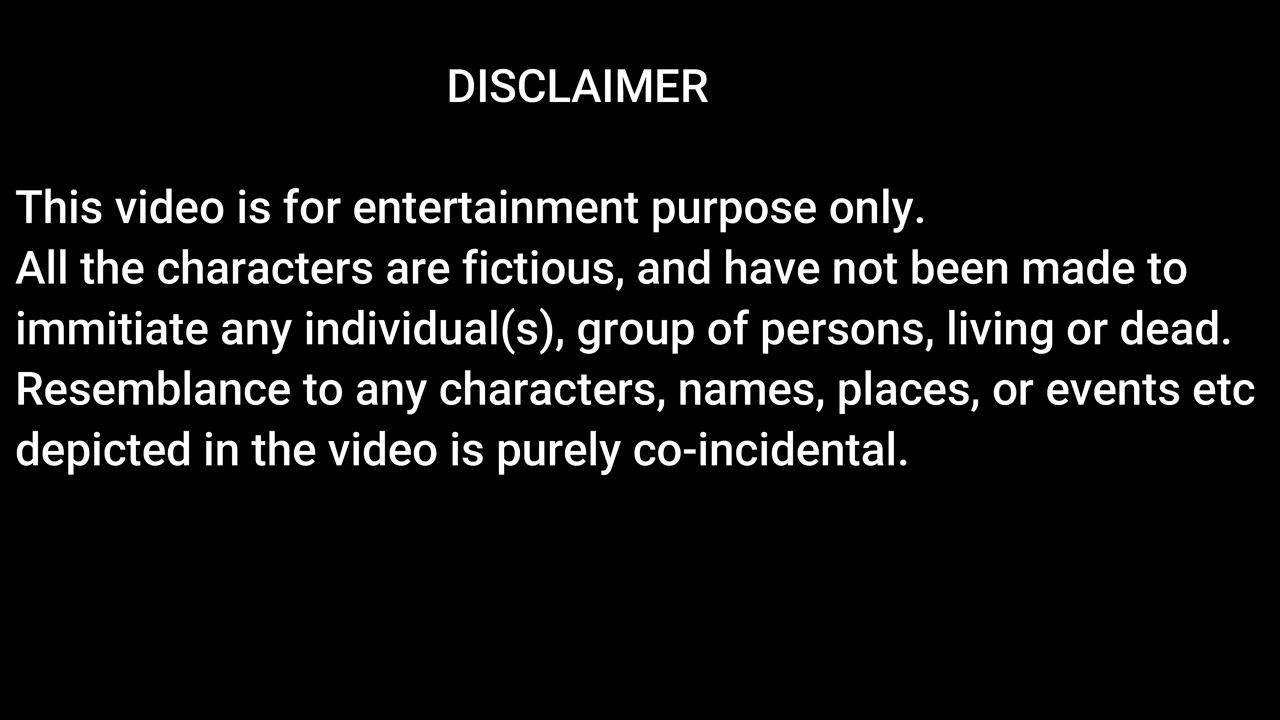 DISCLAIMER
This video is for entertainment purpose only.
All the characters are fictious, and have not been made to
immitiate any individual(s), group of persons, living or dead.
Resemblance to any characters, names, places, or events etc
depicted in the video is purely co-incidental.